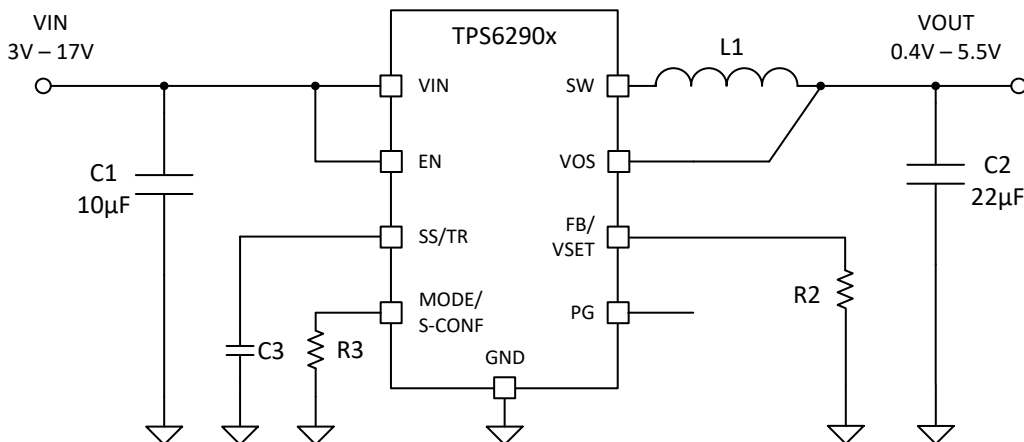 VIN
3V – 17V
TPS6290x
L1
VOUT
0.4V – 5.5V
VIN
SW
C1
10µF
EN
VOS
C2
22µF
SS/TR
FB/
VSET
R2
MODE/
S-CONF
PG
C3
R3
GND